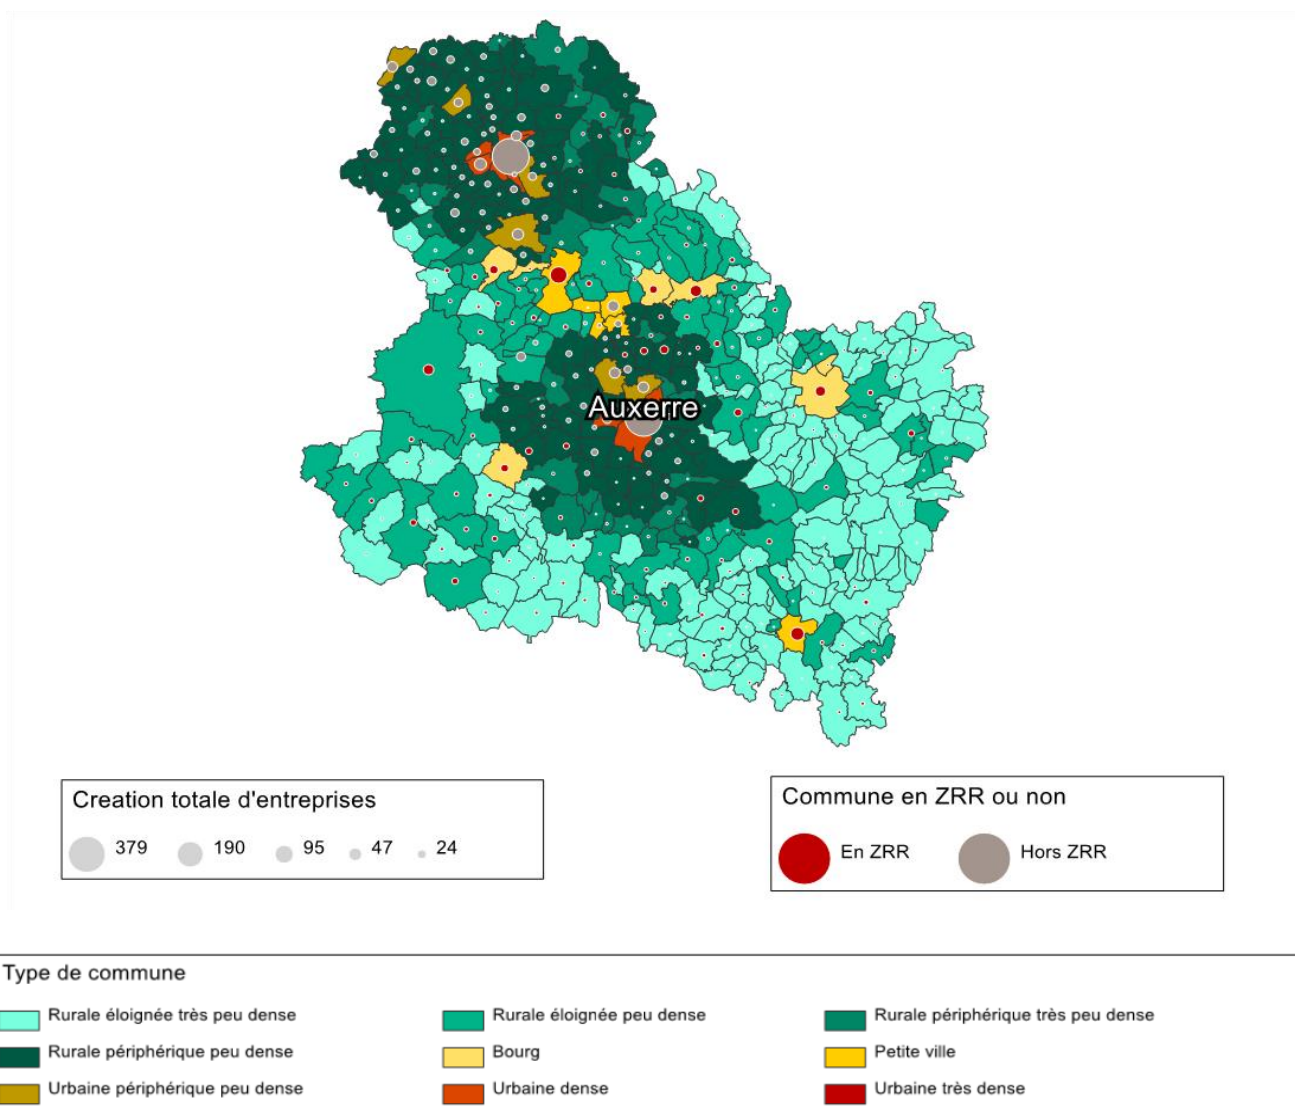 Auxerre
Creation totale d'entreprises
379 190 95 47 24
Commune en ZRR ou non
En ZRR Hors ZRR
Type de commune
Rurale éloignée très peu dense Rurale éloignée peu dense Rurale périphérique très peu dense
Rurale périphérique peu dense Bourg Petite ville
Urbaine périphérique peu dense Urbaine dense Urbaine très dense